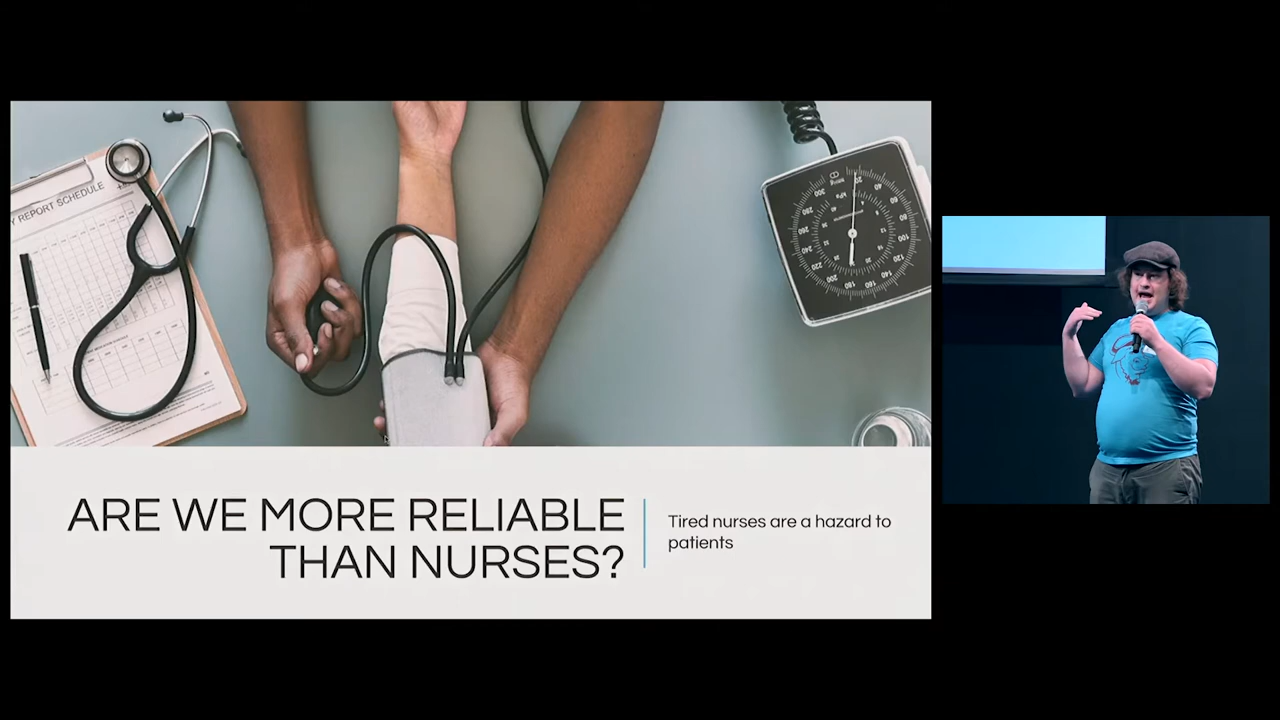 Y REPORT SCHEDULE
ARE WE MORE RELIABLE
THAN NURSES?
Tired nurses are a hazard to
patients